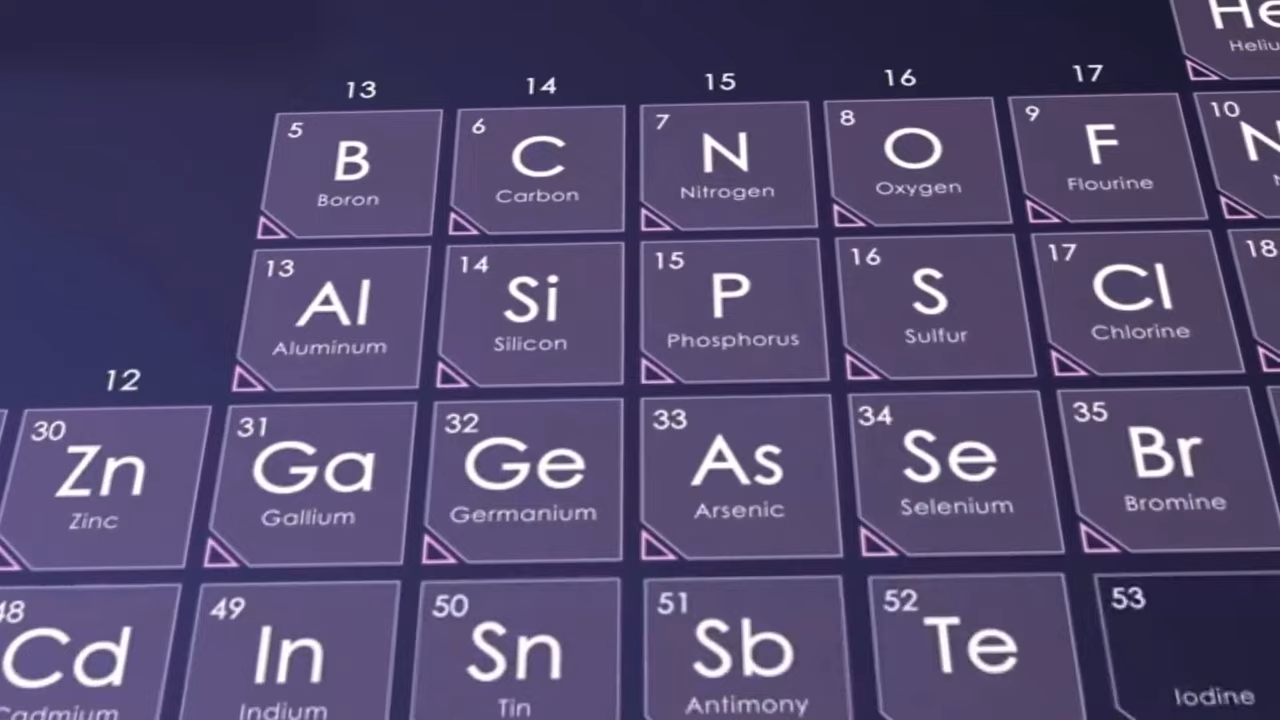 He
Heliu
13
14
15
16
17
5
B
Boron
6
C
Carbon
7
N
Nitrogen
8
O
Oxygen
9
F
Flourine
10
N
13
Al
Aluminum
14
Si
Silicon
15
P
Phosphorus
16
S
Sulfur
17
Cl
Chlorine
18
12
30
Zn
Zinc
31
Ga
Gallium
32
Ge
Germanium
33
As
Arsenic
34
Se
Selenium
35
Br
Bromine
48
Cd
Cadmium
49
In
Indium
50
Sn
Tin
51
Sb
Antimony
52
Te
53
Iodine